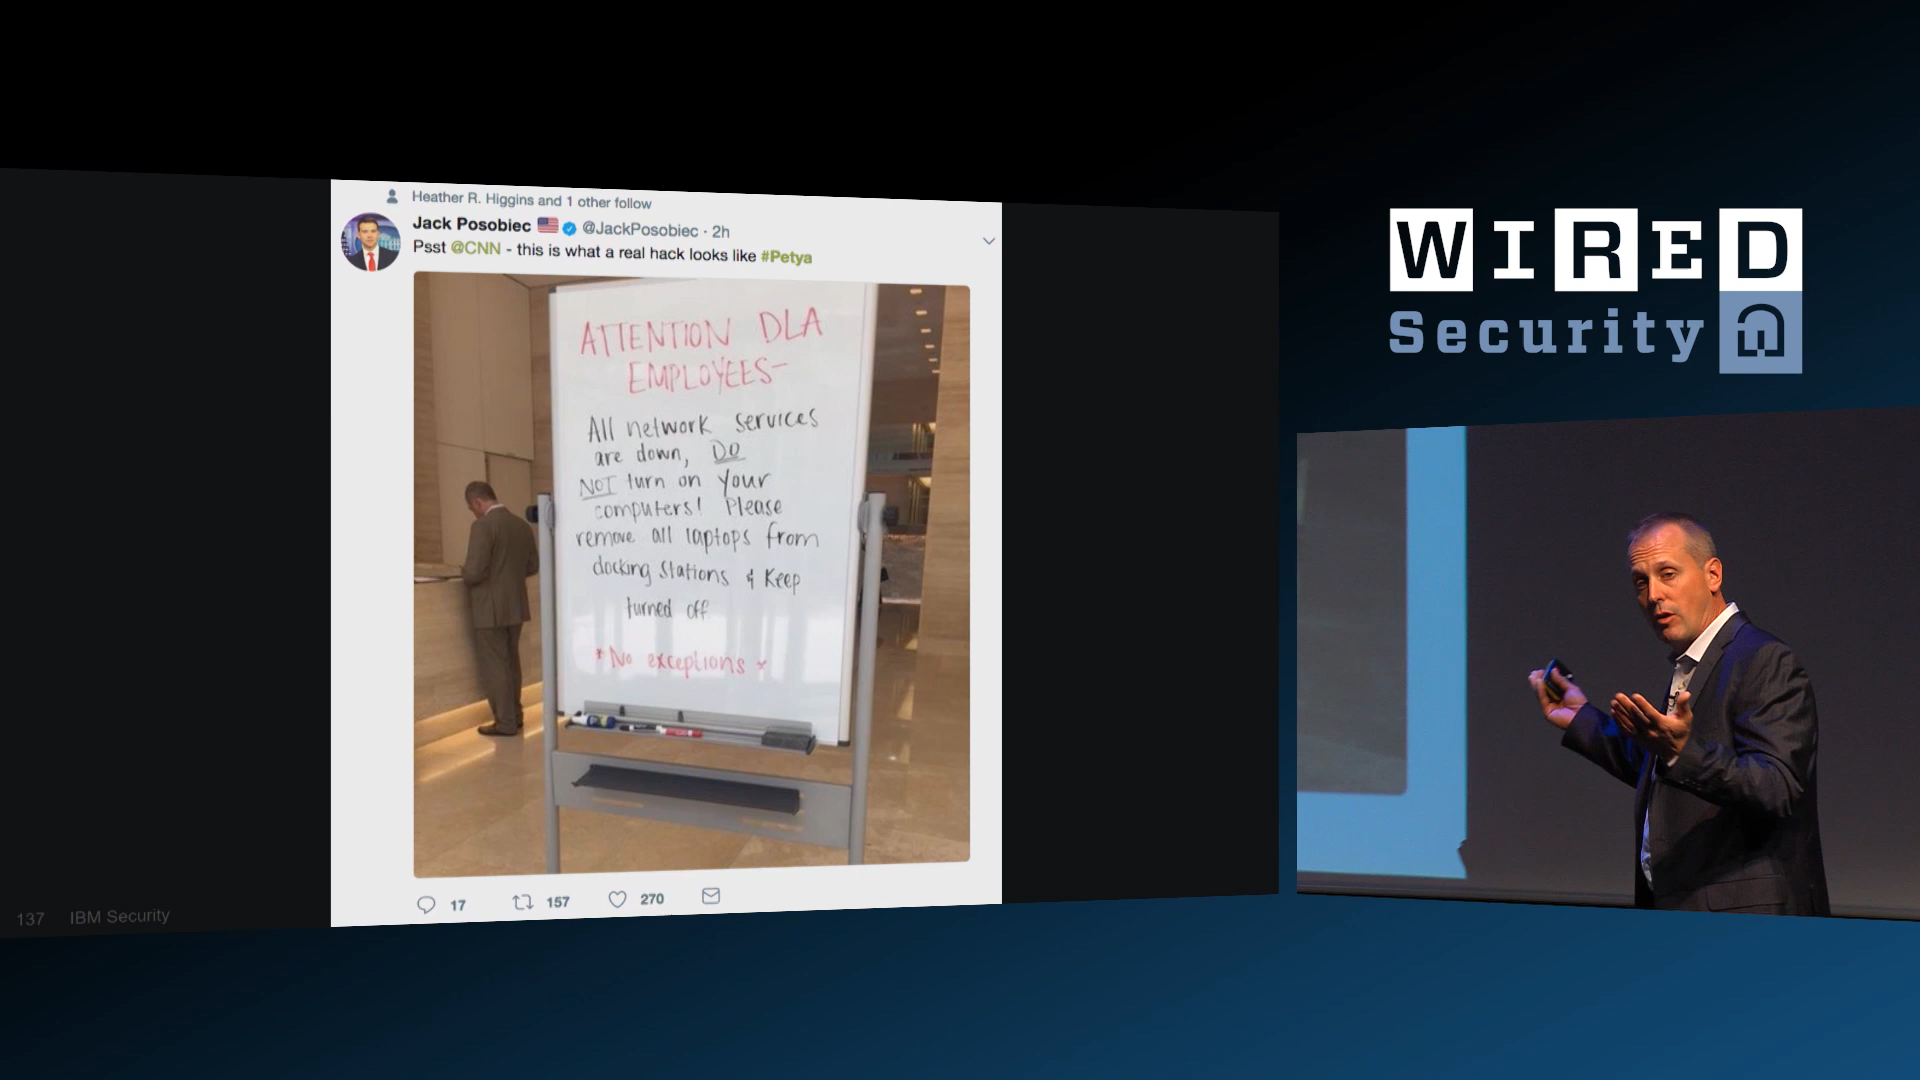 Heather R. Higgins and 1 other follow
Jack Posobiec @JackPosobiec · 2h
Psst @CNN - this is what a real hack looks like #Petya
ATTENTION DLA
EMPLOYEES-
All network services
are down, DO
NOT turn on your
computers! Please
remove all laptops from
docking stations & Keep
turned off.
*No exceptions *
17 157 270
137 IBM Security
WIRED
Security